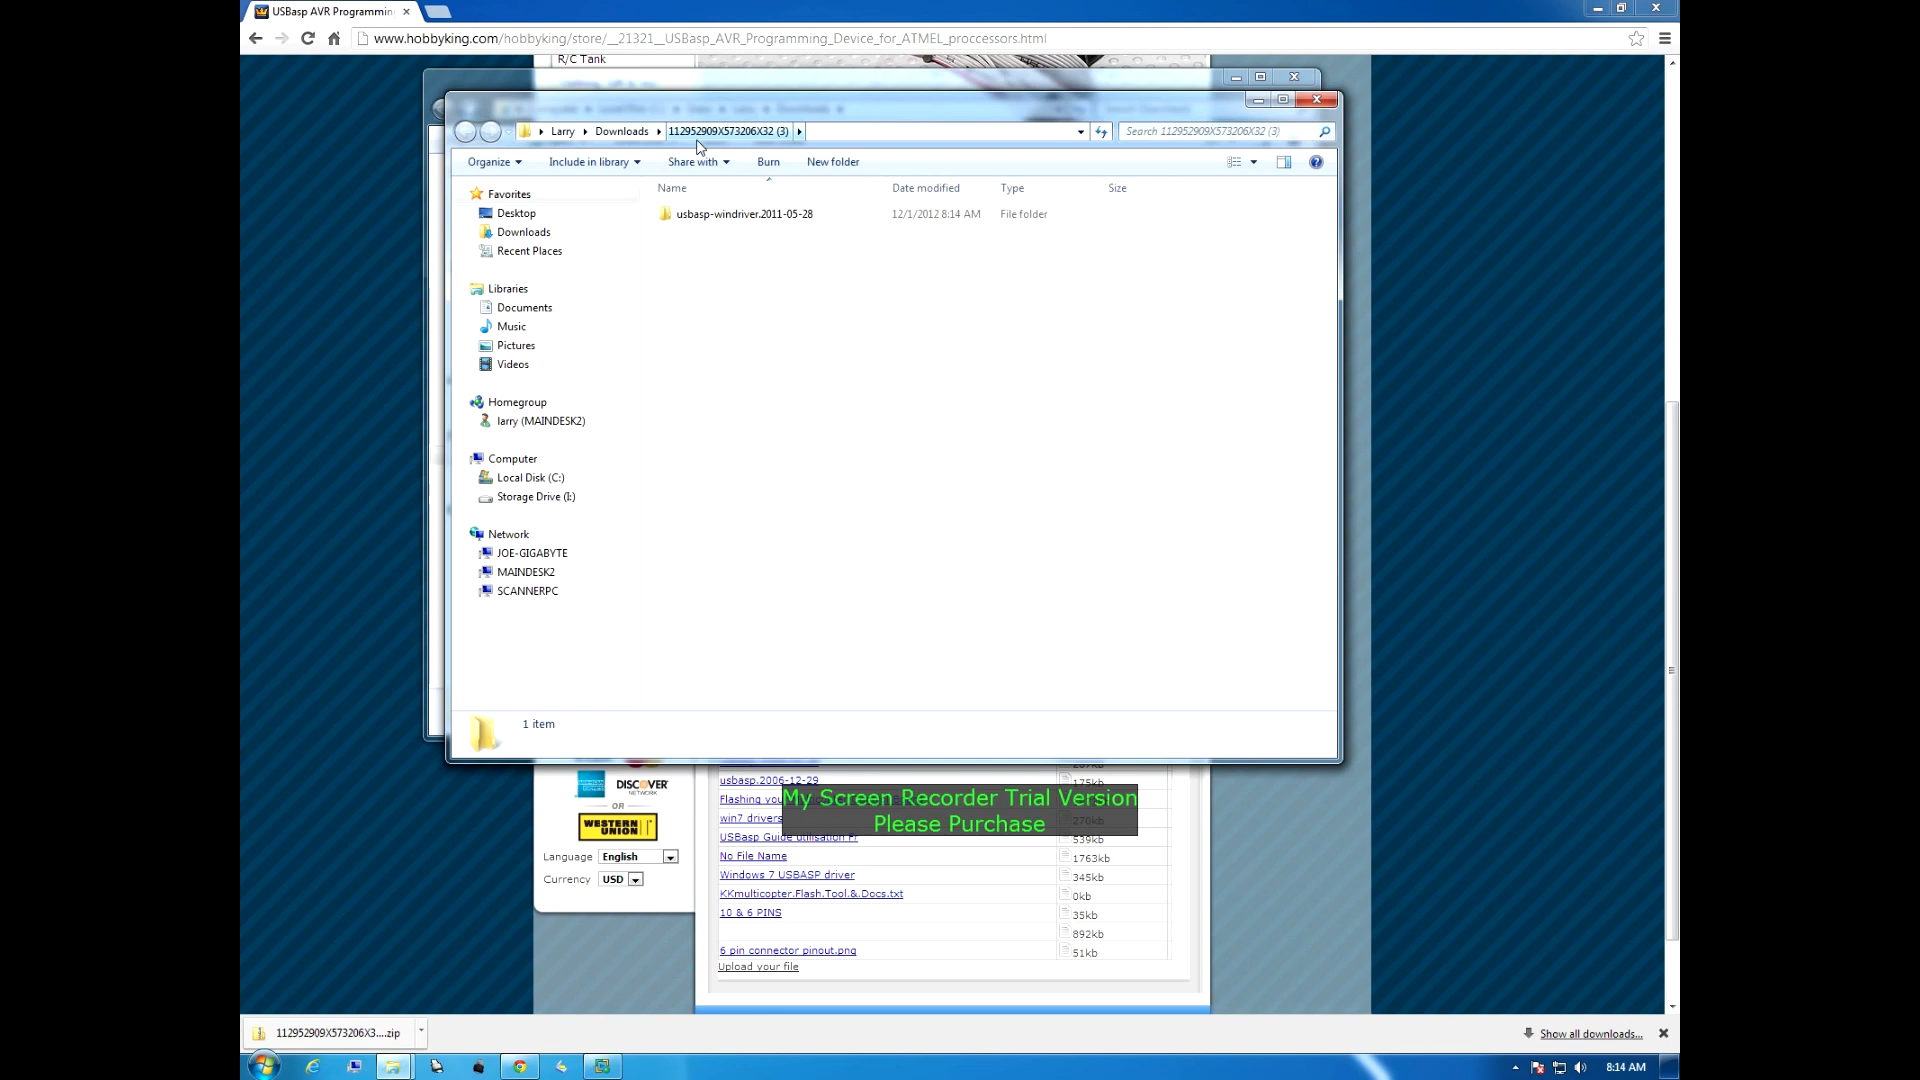 USBasp AVR Programmin
www.hobbyking.com/hobbyking/store/__21321__USBasp_AVR_Programming_Device_for_ATMEL_proccessors.html
R/C Tank
Larry Downloads 112952909X573206X32 (3)
Search 112952909X573206X32 (3)
Organize Include in library Share with Burn New folder
Name Date modified Type Size
usbasp-windriver.2011-05-28 12/1/2012 8:14 AM File folder
Favorites
Desktop
Downloads
Recent Places
Libraries
Documents
Music
Pictures
Videos
Homegroup
larry (MAINDESK2)
Computer
Local Disk (C:)
Storage Drive (I:)
Network
JOE-GIGABYTE
MAINDESK2
SCANNERPC
1 item
DISCOVER
NETWORK
OR
WESTERN UNION
Language English
Currency USD
usbasp.2006-12-29 175kb
Flashing you
My Screen Recorder Trial Version
Please Purchase
win7 drivers 270kb
USBasp Guide utilisation Fr 539kb
No File Name 1763kb
Windows 7 USBASP driver 345kb
KKmulticopter.Flash.Tool.&.Docs.txt 0kb
10 & 6 PINS 35kb
892kb
6 pin connector pinout.png 51kb
Upload your file
112952909X573206X3....zip
Show all downloads...
8:14 AM